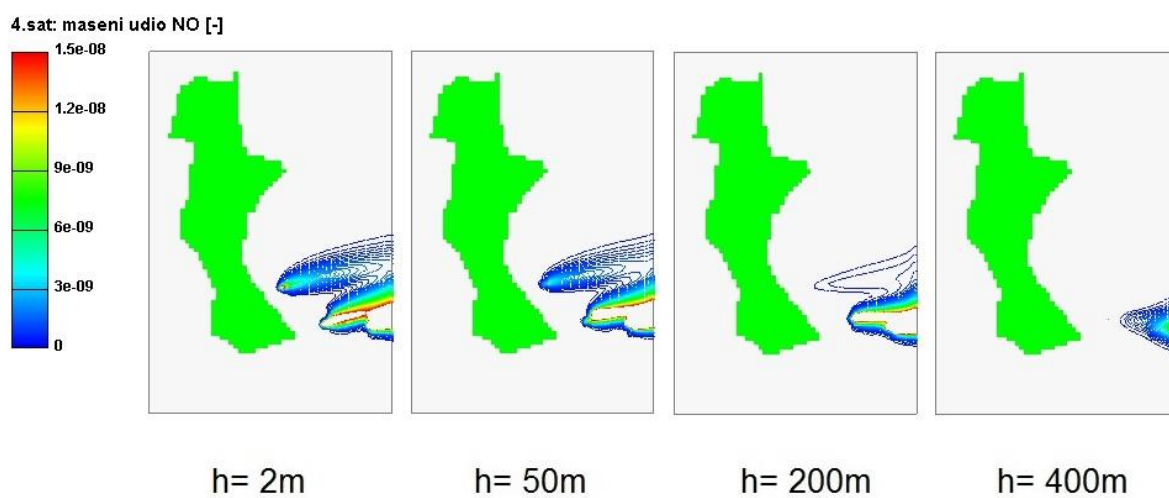 4.sat: maseni udio NO [-]
1.5e-08
1.2e-08
9e-09
6e-09
3e-09
0
h= 2m
h= 50m
h= 200m
h= 400m